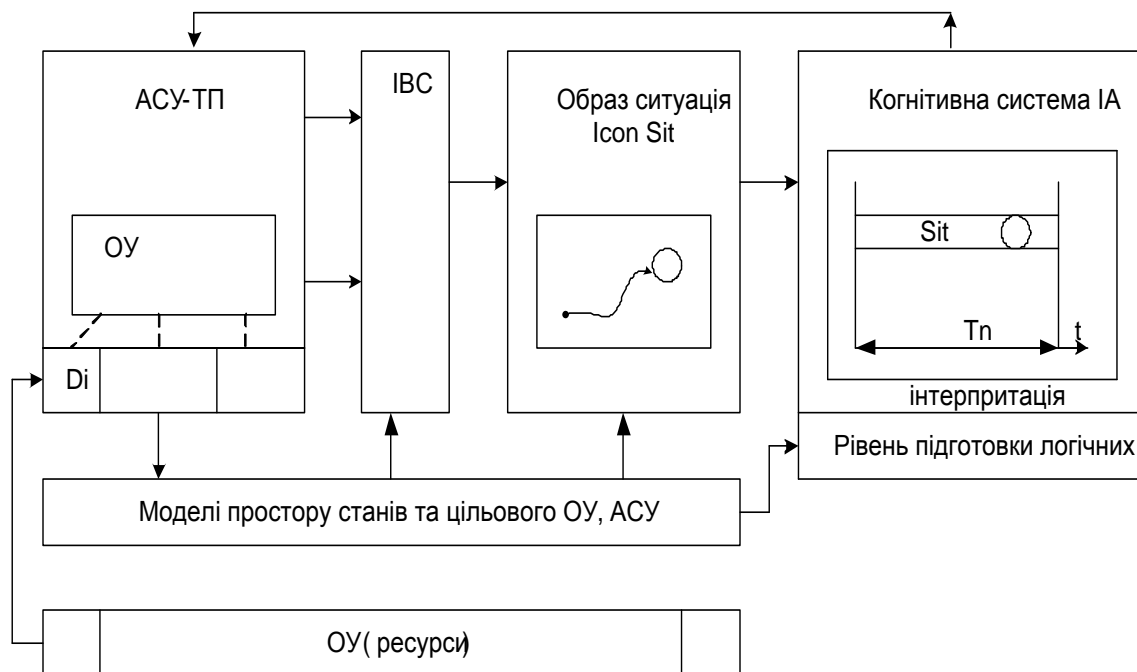 АСУ-ТП
ІВС
Образ ситуація
Icon Sit
Когнітивна система ІА
ОУ
Sit
Tn
t
Di
інтерпритація
Рівень підготовки логічних
Моделі простору станів та цільового ОУ, АСУ
ОУ( ресурси)